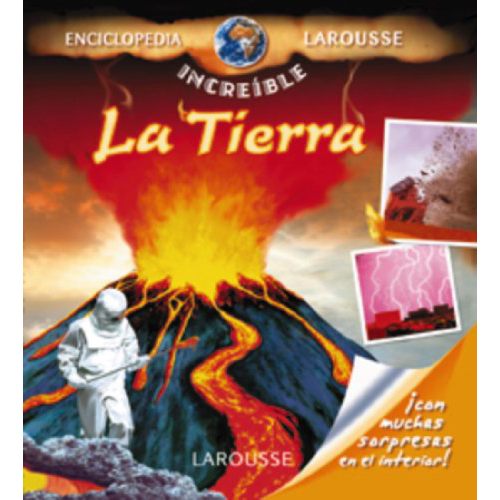 ENCICLOPEDIA LAROUSSE
INCREÍBLE
La Tierra
¡con
muchas
sorpresas
en el interior!
LAROUSSE